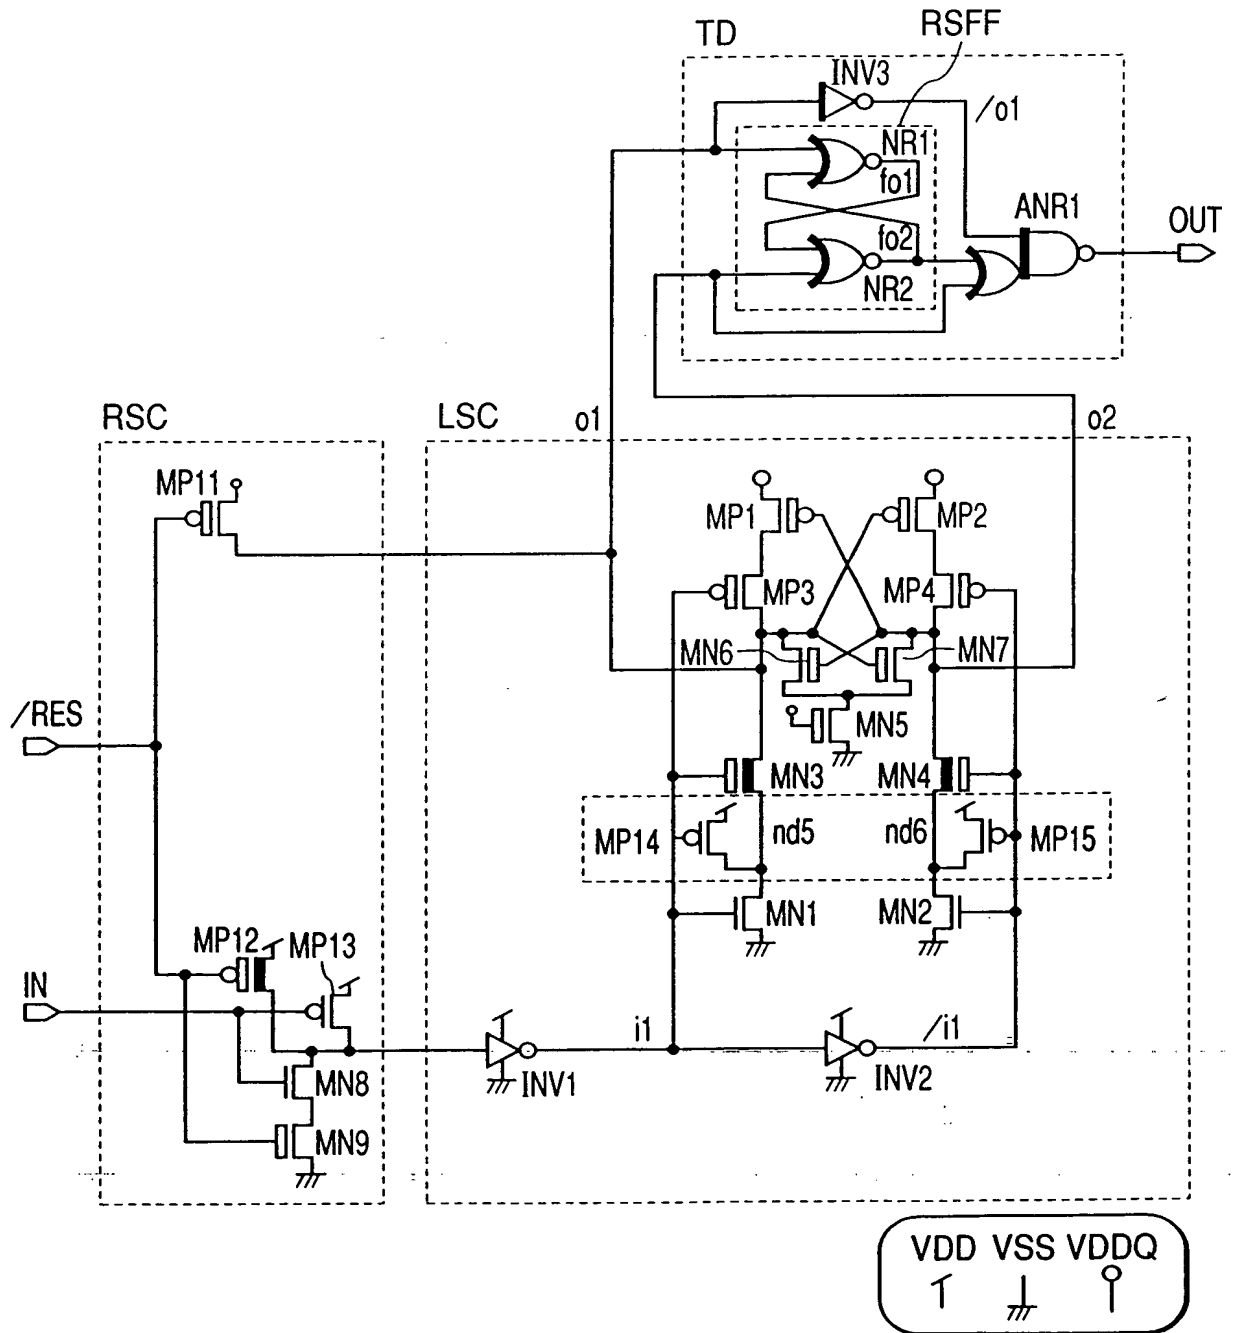 RSFF
TD
INV3
/o1
NR1
fo1
ANR1
OUT
fo2
NR2
RSC
LSC
o1
o2
MP11
MP1
MP2
MP3
MP4
MN6
MN7
/RES
MN5
MN3
MN4
MP14
nd5
nd6
MP15
MN1
MN2
MP12
MP13
IN
i1
/i1
INV1
INV2
MN8
MN9
VDD VSS VDDQ